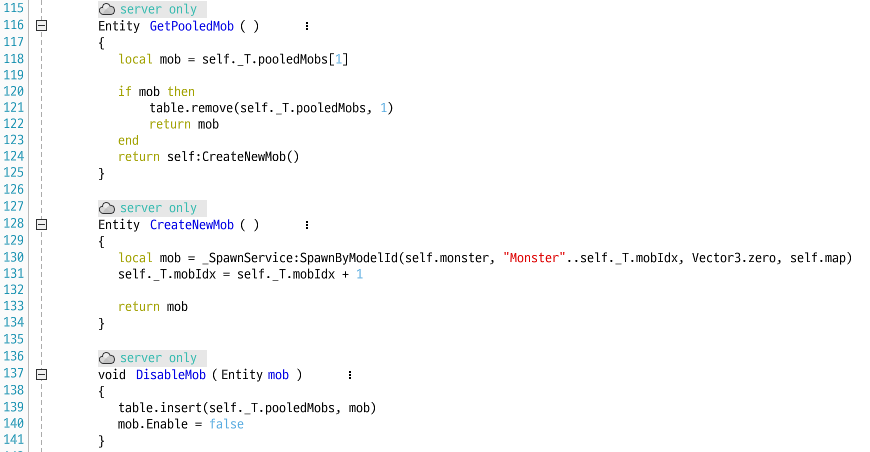 115 server only
116 Entity GetPooledMob ( )
117 {
118 local mob = self._T.pooledMobs[1]
119
120 if mob then
121 table.remove(self._T.pooledMobs, 1)
122 return mob
123 end
124 return self:CreateNewMob()
125 }
126
127 server only
128 Entity CreateNewMob ( )
129 {
130 local mob = _SpawnService:SpawnByModelId(self.monster, "Monster"..self._T.mobIdx, Vector3.zero, self.map)
131 self._T.mobIdx = self._T.mobIdx + 1
132
133 return mob
134 }
135
136 server only
137 void DisableMob ( Entity mob )
138 {
139 table.insert(self._T.pooledMobs, mob)
140 mob.Enable = false
141 }